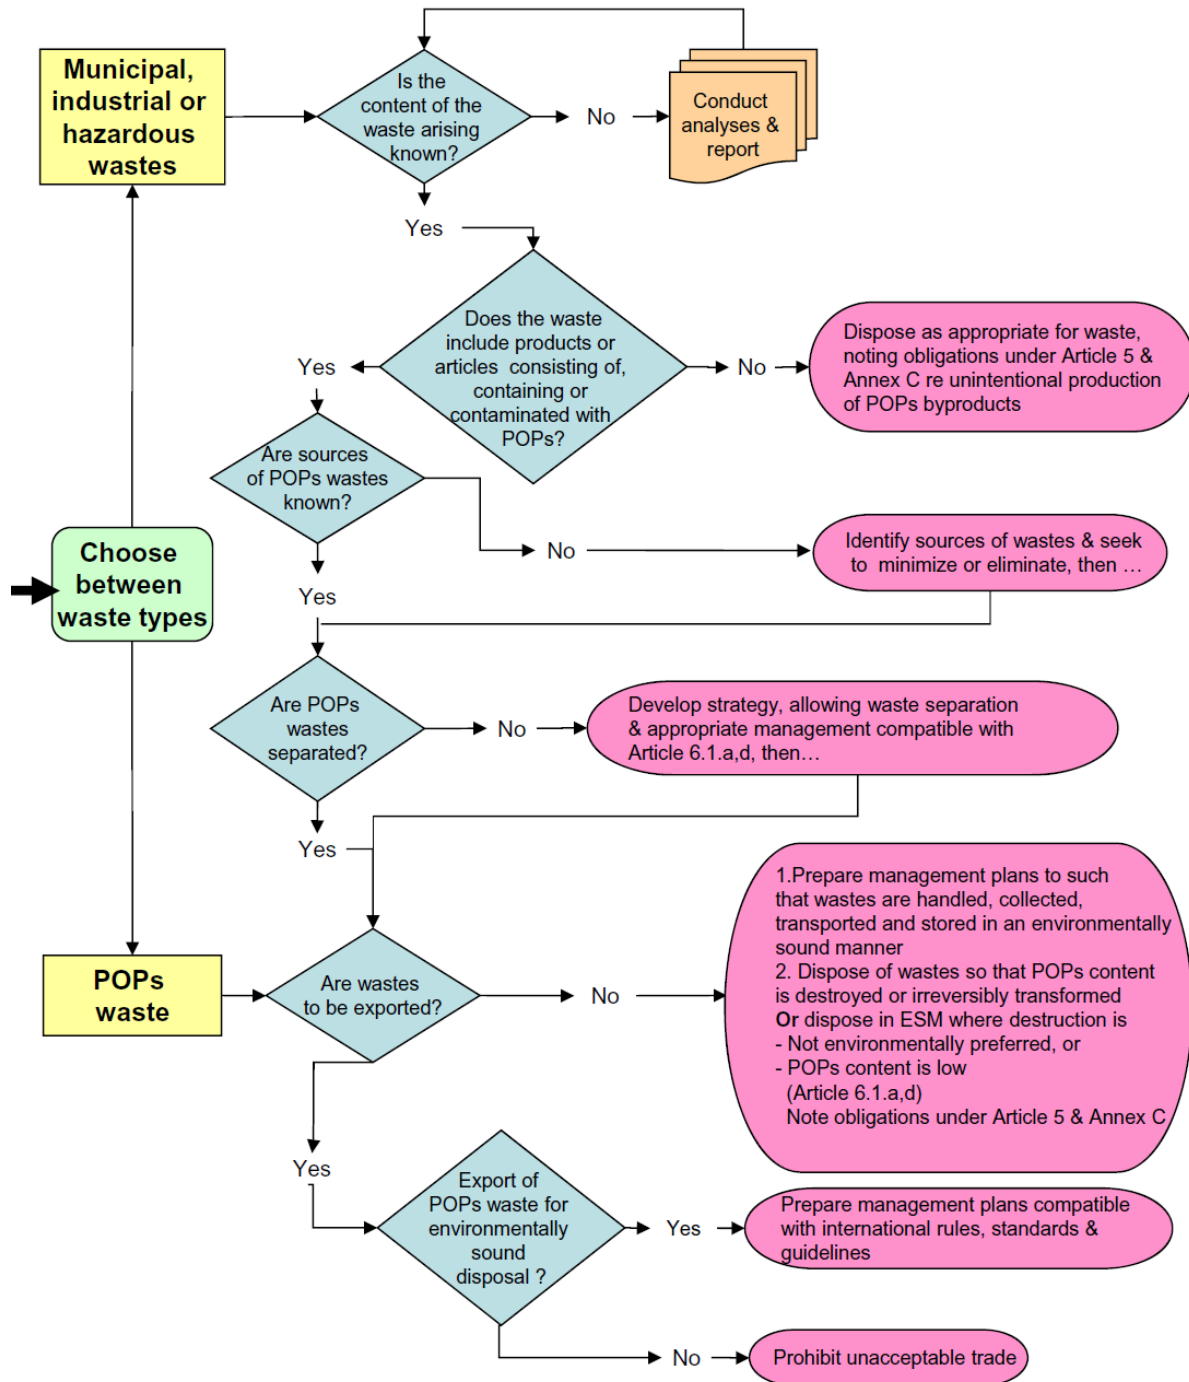 Municipal,
industrial or
hazardous
wastes
Is the
content of the
waste arising
known?
No
Conduct
analyses &
report
Yes
Does the waste
include products or
articles consisting of,
containing or
contaminated with
POPs?
No
Dispose as appropriate for waste,
noting obligations under Article 5 &
Annex C re unintentional production
of POPs byproducts
Yes
Are sources
of POPs wastes
known?
No
Identify sources of wastes & seek
to minimize or eliminate, then …
Yes
Choose
between
waste types
Are POPs
wastes
separated?
No
Develop strategy, allowing waste separation
& appropriate management compatible with
Article 6.1.a,d, then…
Yes
POPs
waste
Are wastes
to be exported?
No
1.Prepare management plans to such
that wastes are handled, collected,
transported and stored in an environmentally
sound manner
2. Dispose of wastes so that POPs content
is destroyed or irreversibly transformed
Or dispose in ESM where destruction is
- Not environmentally preferred, or
- POPs content is low
(Article 6.1.a,d)
Note obligations under Article 5 & Annex C
Yes
Export of
POPs waste for
environmentally
sound
disposal ?
Yes
Prepare management plans compatible
with international rules, standards &
guidelines
No
Prohibit unacceptable trade